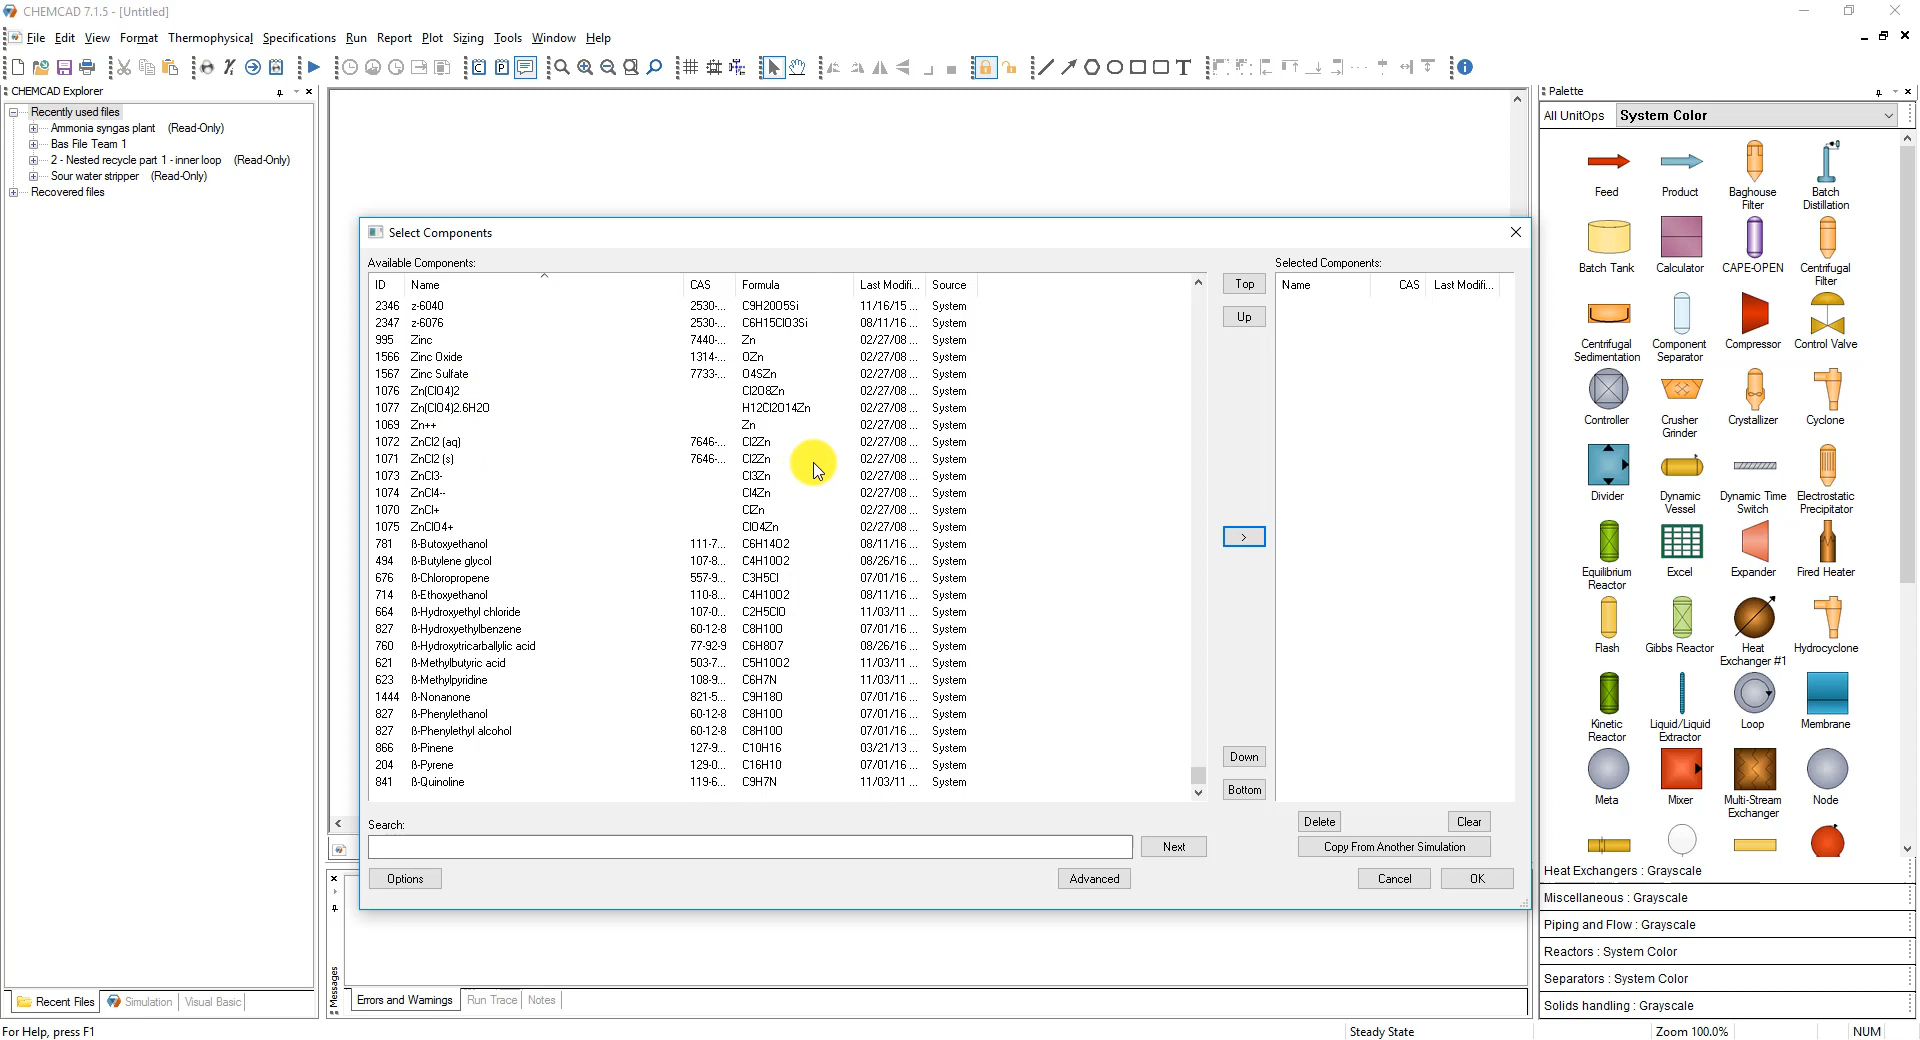 CHEMCAD 7.1.5 - [Untitled]
File Edit View Format Thermophysical Specifications Run Report Plot Sizing Tools Window Help
CHEMCAD Explorer
Recently used files
Ammonia syngas plant (Read-Only)
Bas File Team 1
2 - Nested recycle part 1 - inner loop (Read-Only)
Sour water stripper (Read-Only)
Recovered files
Recent Files Simulation Visual Basic
Select Components
Available Components:
ID Name CAS Formula Last Modifi... Source
2346 z-6040 2530-... C9H20O5Si 11/16/15 ... System
2347 z-6076 2530-... C6H15ClO3Si 08/11/16 ... System
995 Zinc 7440-... Zn 02/27/08 ... System
1566 Zinc Oxide 1314-... OZn 02/27/08 ... System
1567 Zinc Sulfate 7733-... O4SZn 02/27/08 ... System
1076 Zn(ClO4)2 Cl2O8Zn 02/27/08 ... System
1077 Zn(ClO4)2.6H2O H12Cl2O14Zn 02/27/08 ... System
1069 Zn++ Zn 02/27/08 ... System
1072 ZnCl2 (aq) 7646-... Cl2Zn 02/27/08 ... System
1071 ZnCl2 (s) 7646-... Cl2Zn 02/27/08 ... System
1073 ZnCl3- Cl3Zn 02/27/08 ... System
1074 ZnCl4-- Cl4Zn 02/27/08 ... System
1070 ZnCl+ ClZn 02/27/08 ... System
1075 ZnClO4+ ClO4Zn 02/27/08 ... System
781 ß-Butoxyethanol 111-7... C6H14O2 08/11/16 ... System
494 ß-Butylene glycol 107-8... C4H10O2 08/26/16 ... System
676 ß-Chloropropene 557-9... C3H5Cl 07/01/16 ... System
714 ß-Ethoxyethanol 110-8... C4H10O2 08/11/16 ... System
664 ß-Hydroxyethyl chloride 107-0... C2H5ClO 11/03/11 ... System
827 ß-Hydroxyethylbenzene 60-12-8 C8H10O 07/01/16 ... System
760 ß-Hydroxytricarballylic acid 77-92-9 C6H8O7 08/26/16 ... System
621 ß-Methylbutyric acid 503-7... C5H10O2 11/03/11 ... System
623 ß-Methylpyridine 108-9... C6H7N 11/03/11 ... System
1444 ß-Nonanone 821-5... C9H18O 07/01/16 ... System
827 ß-Phenylethanol 60-12-8 C8H10O 07/01/16 ... System
827 ß-Phenylethyl alcohol 60-12-8 C8H10O 07/01/16 ... System
866 ß-Pinene 127-9... C10H16 03/21/13 ... System
204 ß-Pyrene 129-0... C16H10 07/01/16 ... System
841 ß-Quinoline 119-6... C9H7N 11/03/11 ... System
Top
Up
>
Down
Bottom
Selected Components:
Name CAS Last Modifi...
Search:
Next
Delete Clear
Copy From Another Simulation
Options Advanced Cancel OK
Messages
Errors and Warnings Run Trace Notes
Palette
All UnitOps System Color
Feed Product Baghouse Filter Batch Distillation
Batch Tank Calculator CAPE-OPEN Centrifugal Filter
Centrifugal Sedimentation Component Separator Compressor Control Valve
Controller Crusher Grinder Crystallizer Cyclone
Divider Dynamic Vessel Dynamic Time Switch Electrostatic Precipitator
Equilibrium Reactor Excel Expander Fired Heater
Flash Gibbs Reactor Heat Exchanger #1 Hydrocyclone
Kinetic Reactor Liquid/Liquid Extractor Loop Membrane
Meta Mixer Multi-Stream Exchanger Node
Heat Exchangers : Grayscale
Miscellaneous : Grayscale
Piping and Flow : Grayscale
Reactors : System Color
Separators : System Color
Solids handling : Grayscale
For Help, press F1 Steady State Zoom 100.0% NUM